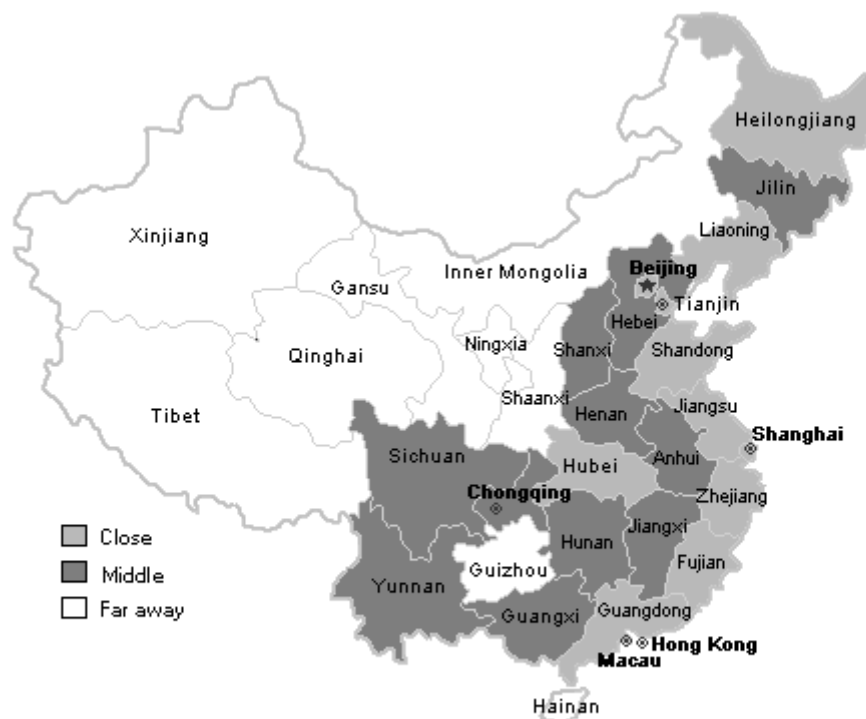 Heilongjiang
Jilin
Liaoning
Xinjiang
Beijing
Inner Mongolia
Gansu
Tianjin
Hebei
Ningxia
Shanxi
Shandong
Qinghai
Shaanxi
Jiangsu
Tibet
Henan
Shanghai
Sichuan
Anhui
Hubei
Chongqing
Zhejiang
Jiangxi
Close
Hunan
Fujian
Middle
Guizhou
Yunnan
Far away
Guangxi
Guangdong
Hong Kong
Macau
Hainan